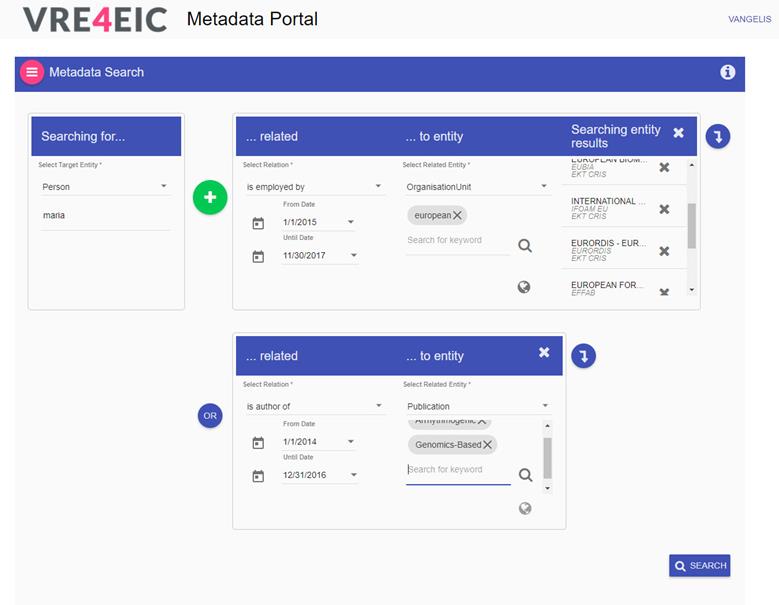 VRE4EIC Metadata Portal
VANGELIS
Metadata Search
Searching for...
Select Target Entity *
Person
maria
... related
... to entity
Searching entity
results
Select Relation *
is employed by
From Date
1/1/2015
Until Date
11/30/2017
Select Related Entity *
OrganisationUnit
european
Search for keyword
EUROPEAN BIOM...
EUBIA
EKT CRIS
INTERNATIONAL ...
IFOAM EU
EKT CRIS
EURORDIS - EUR...
EURORDIS
EKT CRIS
EUROPEAN FOR...
EFFAB
OR
... related
... to entity
Select Relation *
is author of
From Date
1/1/2014
Until Date
12/31/2016
Select Related Entity *
Publication
Arrhythmogenic
Genomics-Based
Search for keyword
SEARCH